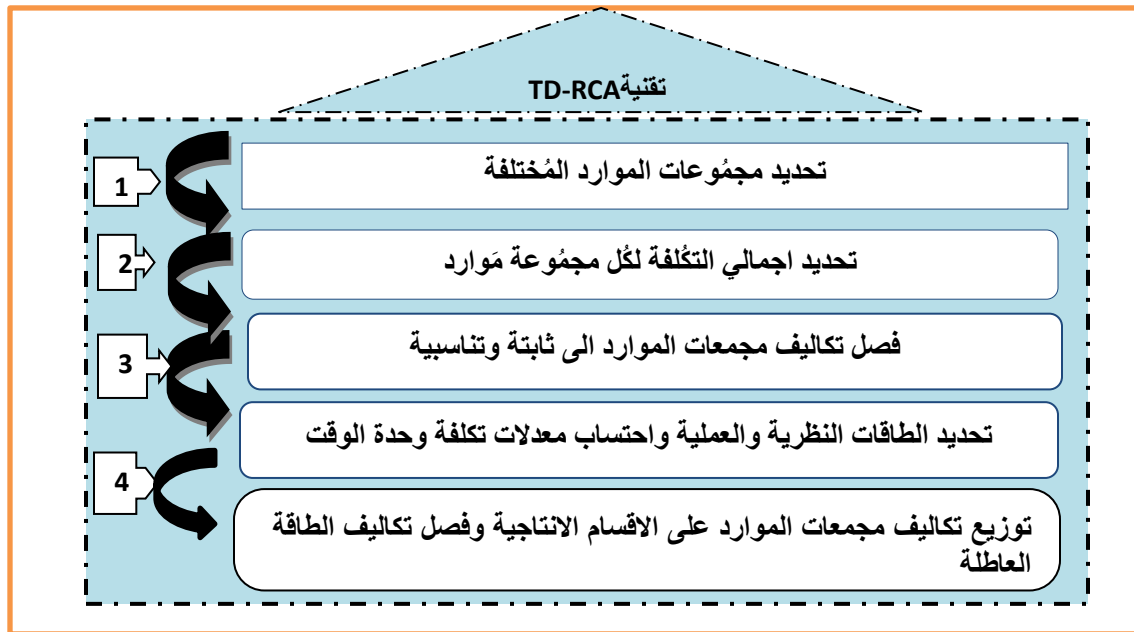 تقنيةTD-RCA
1
تحديد مجمُوعات الموارد المُختلفة
2
تحديد اجمالي التكُلفة لكُل مجمُوعة مَوارد
3
فصل تكاليف مجمعات الموارد الى ثابتة وتناسبية
تحديد الطاقات النظرية والعملية واحتساب معدلات تكلفة وحدة الوقت
4
توزيع تكاليف مجمعات الموارد على الاقسام الانتاجية وفصل تكاليف الطاقة
العاطلة